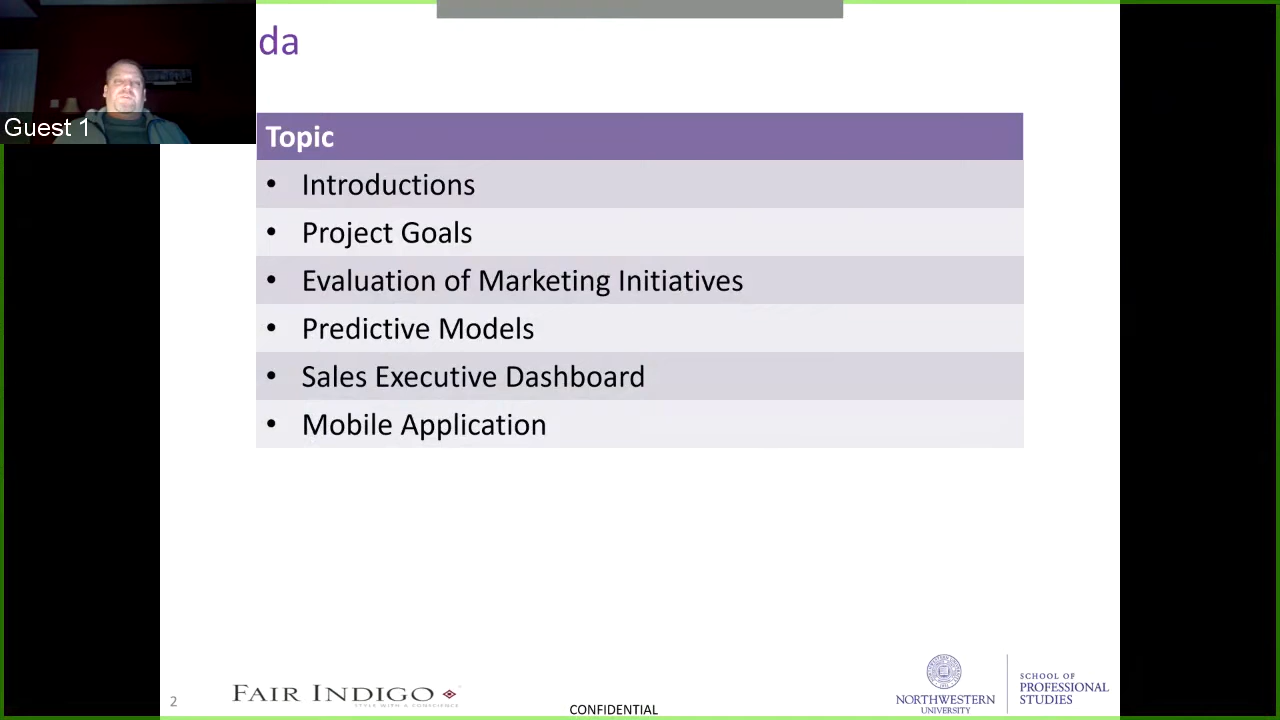 da
Guest 1
Topic
• Introductions
• Project Goals
• Evaluation of Marketing Initiatives
• Predictive Models
• Sales Executive Dashboard
• Mobile Application
2
FAIR INDIGO
STYLE WITH A CONSCIENCE
CONFIDENTIAL
NORTHWESTERN
UNIVERSITY
SCHOOL OF
PROFESSIONAL
STUDIES